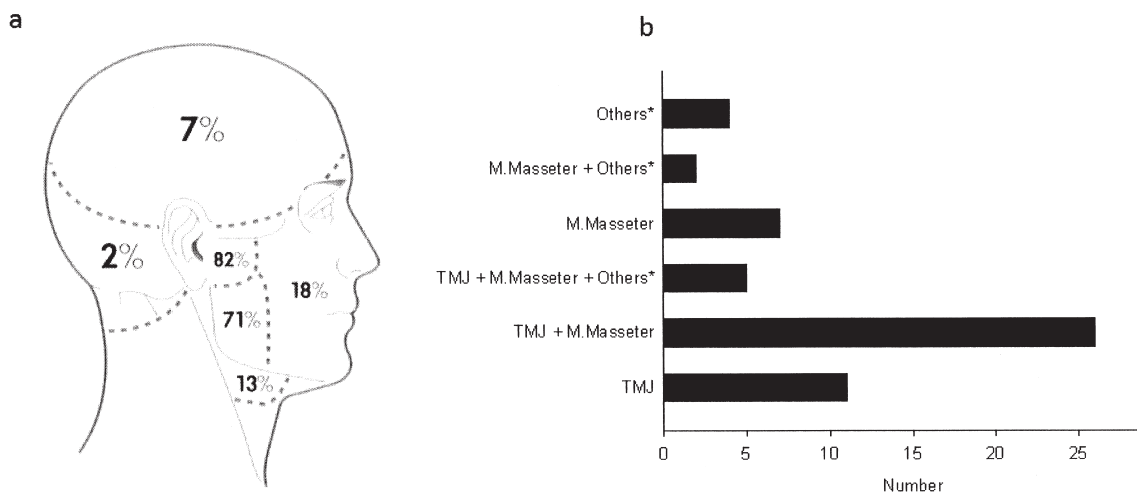 a
7%
2%
82%
18%
71%
13%
b
Others*
M.Masseter + Others*
M.Masseter
TMJ + M.Masseter + Others*
TMJ + M.Masseter
TMJ
0 5 10 15 20 25
Number